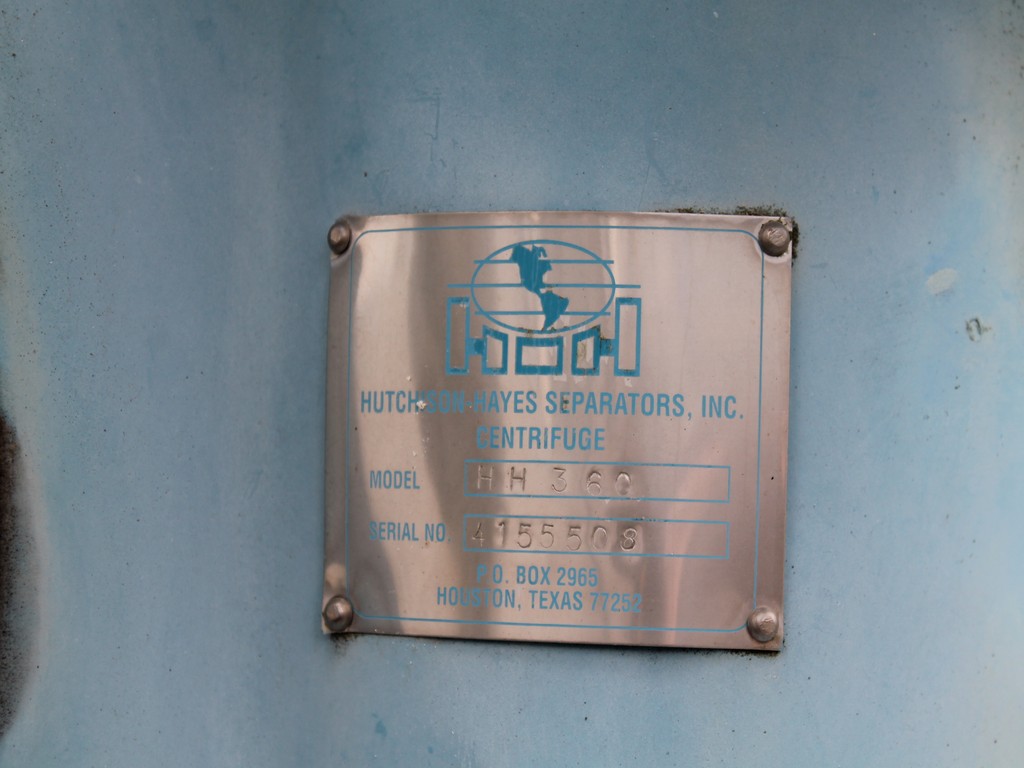 HUTCHISON-HAYES SEPARATORS, INC.
CENTRIFUGE
MODEL HH 360
SERIAL NO. 4155508
P.O. BOX 2965
HOUSTON, TEXAS 77252